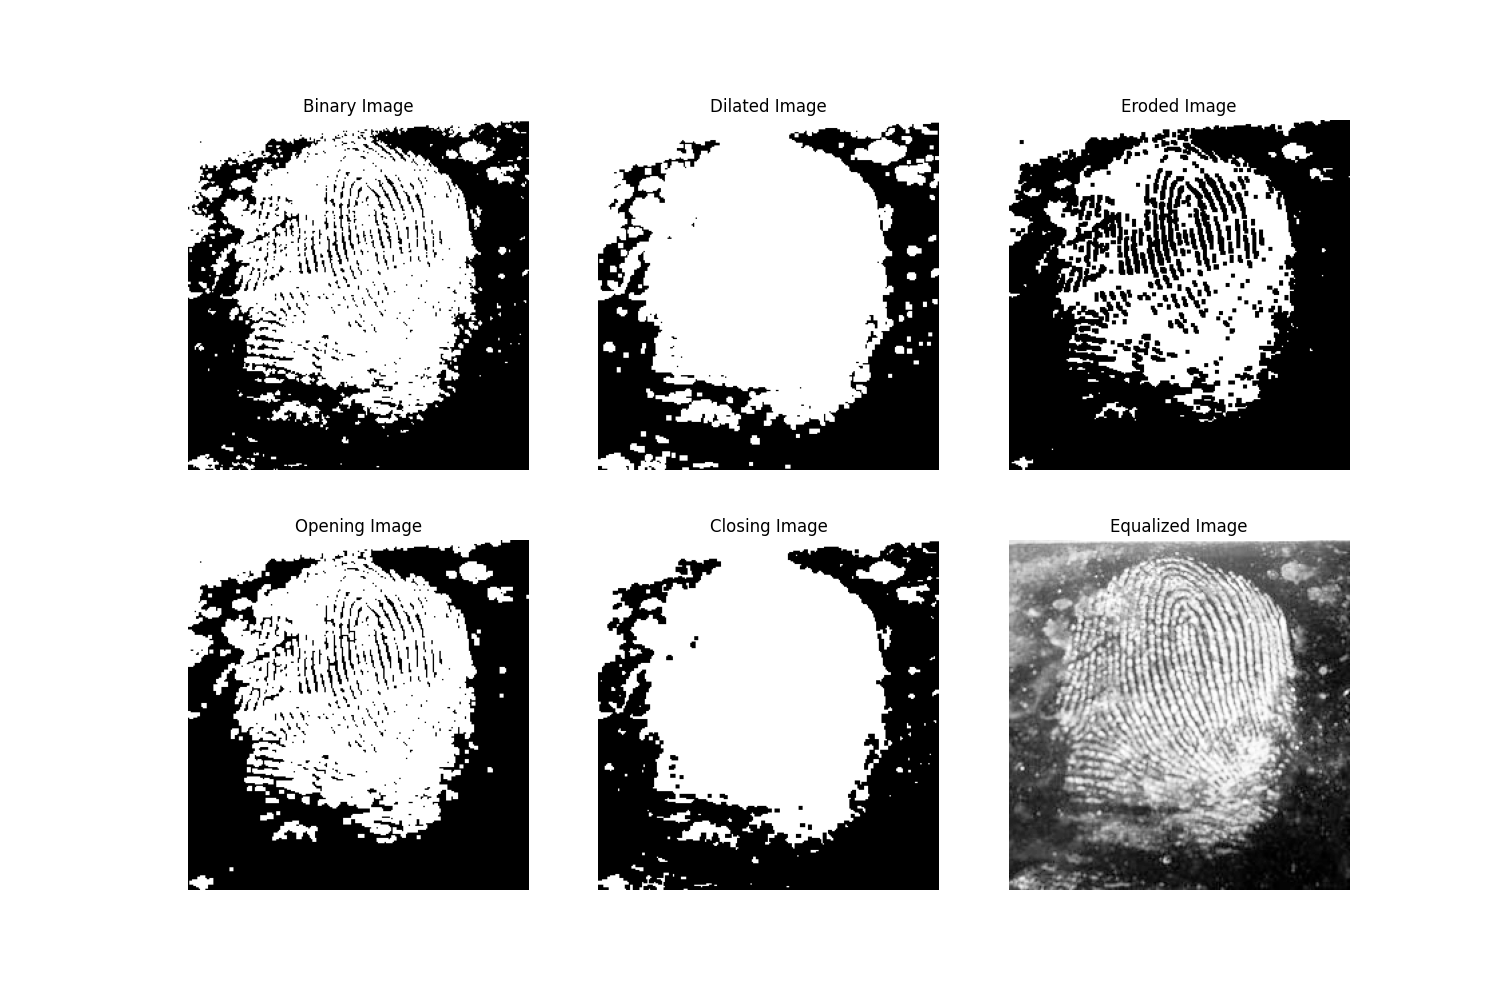 Binary Image
Dilated Image
Eroded Image
Opening Image
Closing Image
Equalized Image